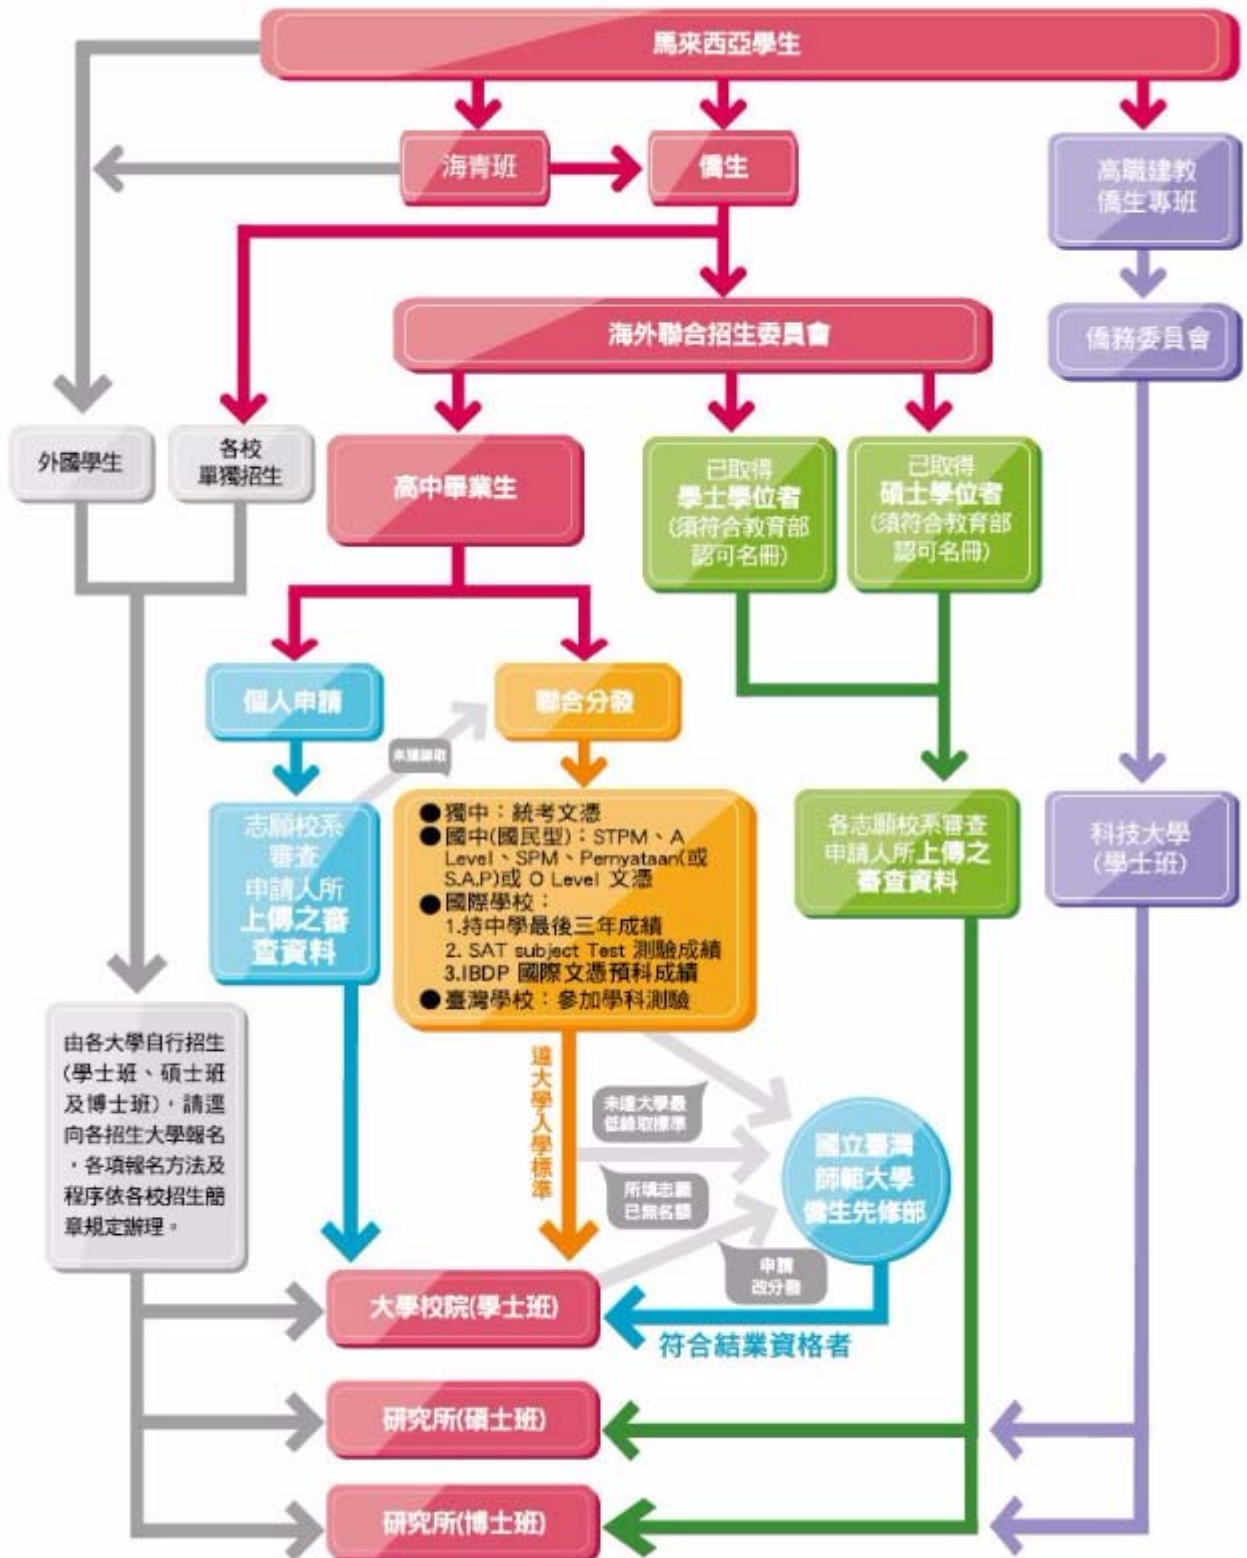 馬來西亞學生
海青班
僑生
高職建教
僑生專班
海外聯合招生委員會
僑務委員會
外國學生
各校
單獨招生
高中畢業生
已取得
學士學位者
(須符合教育部
認可名冊)
已取得
碩士學位者
(須符合教育部
認可名冊)
個人申請
聯合分發
未獲錄取
志願校系
審查
申請人所
上傳之審
查資料
●獨中：統考文憑
●國中(國民型)：STPM、A
Level、SPM、Pernyataan(或
S.A.P)或 O Level 文憑
●國際學校：
1.持中學最後三年成績
2. SAT subject Test 測驗成績
3.IBDP 國際文憑預科成績
●臺灣學校：參加學科測驗
各志願校系審查
申請人所上傳之
審查資料
科技大學
(學士班)
由各大學自行招生
(學士班、碩士班
及博士班)，請逕
向各招生大學報名
，各項報名方法及
程序依各校招生簡
章規定辦理。
達大學入學標準
未達大學最
低錄取標準
所填志願
已無名額
國立臺灣
師範大學
僑生先修部
申請
改分發
大學校院(學士班)
符合結業資格者
研究所(碩士班)
研究所(博士班)